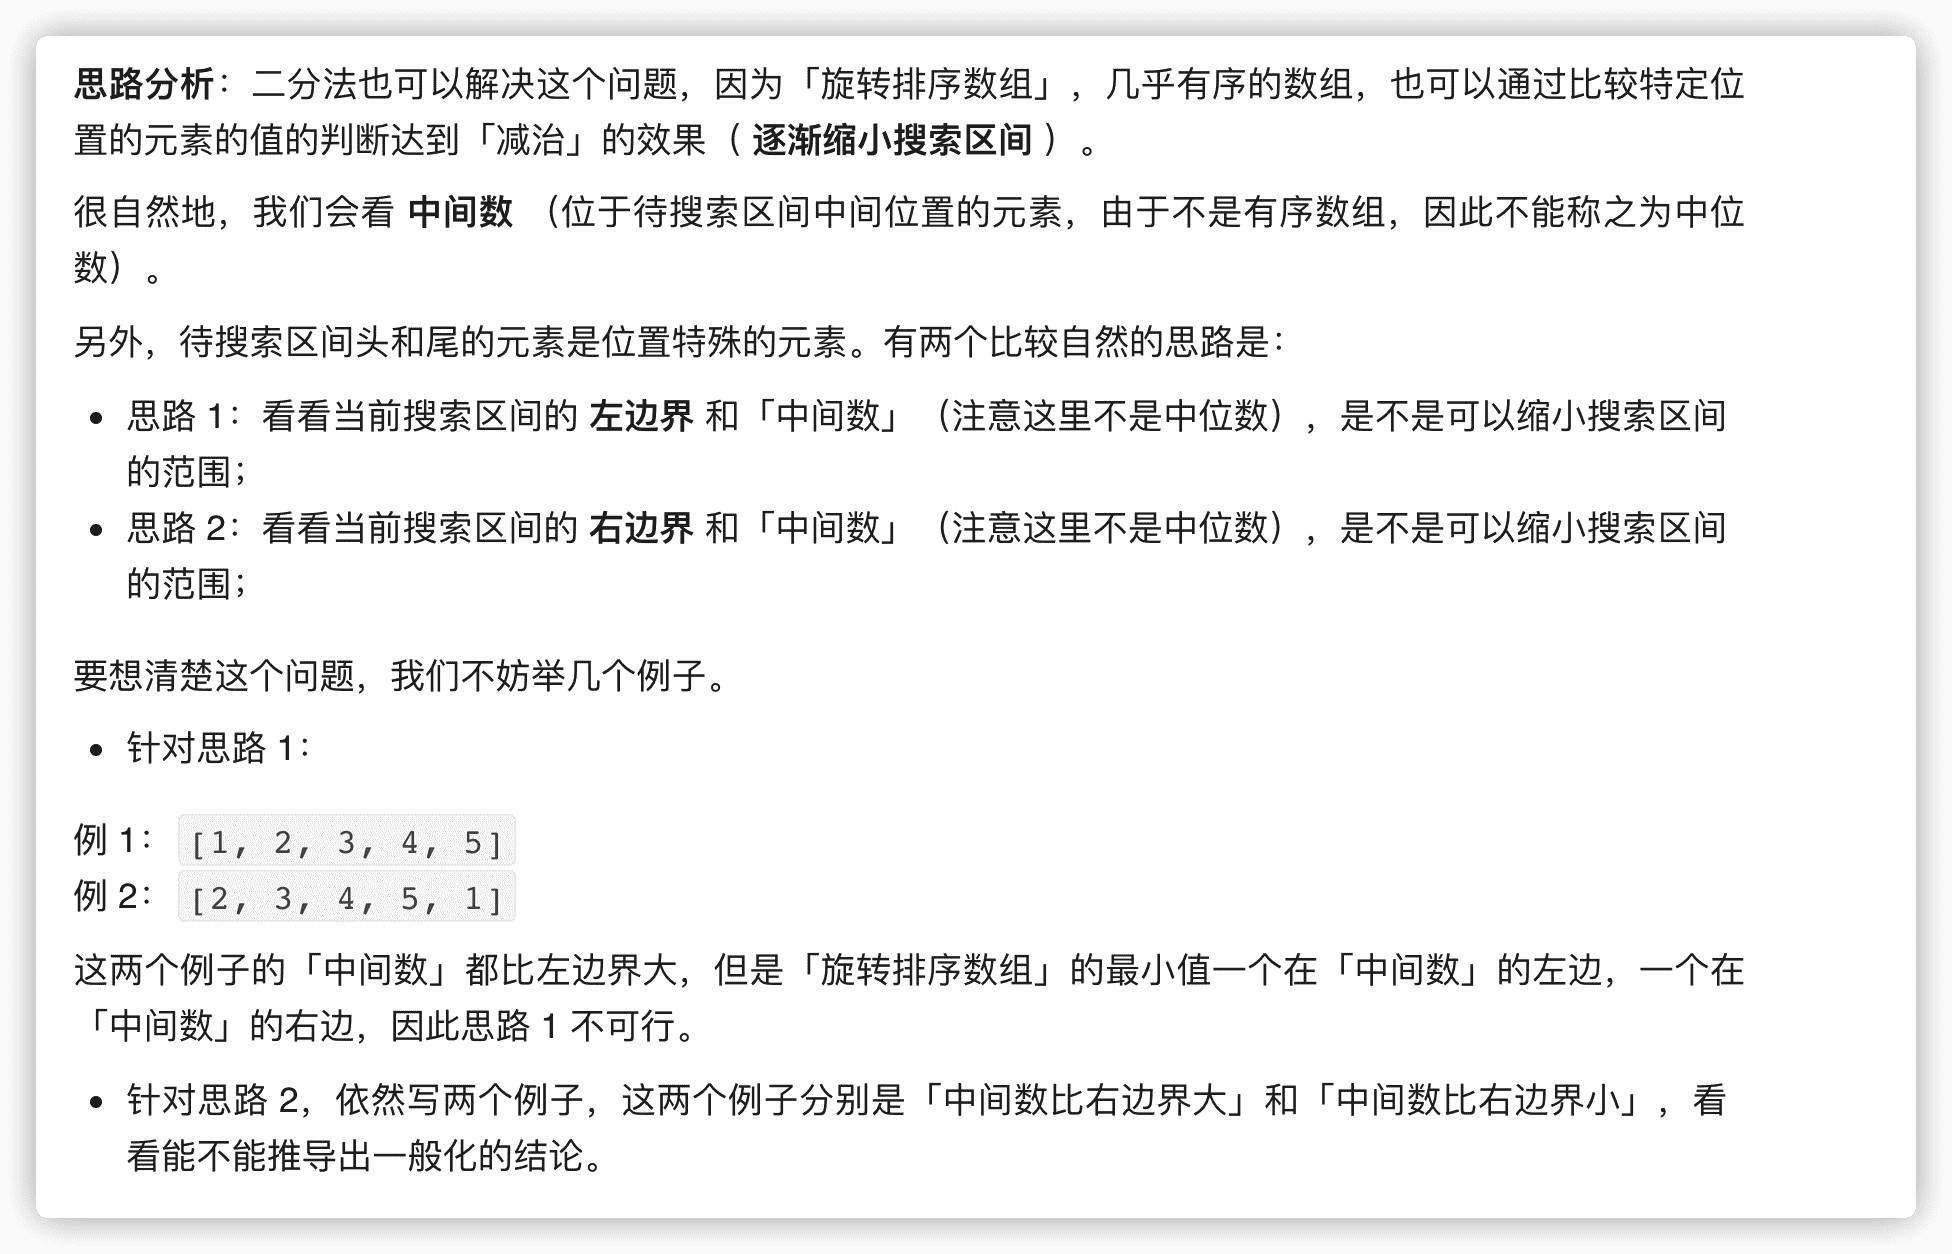 思路分析：二分法也可以解决这个问题，因为「旋转排序数组」，几乎有序的数组，也可以通过比较特定位
置的元素的值的判断达到「减治」的效果（ 逐渐缩小搜索区间 ）。
很自然地，我们会看 中间数 （位于待搜索区间中间位置的元素，由于不是有序数组，因此不能称之为中位
数）。
另外，待搜索区间头和尾的元素是位置特殊的元素。有两个比较自然的思路是：
• 思路 1：看看当前搜索区间的 左边界 和「中间数」（注意这里不是中位数），是不是可以缩小搜索区间
的范围；
• 思路 2：看看当前搜索区间的 右边界 和「中间数」（注意这里不是中位数），是不是可以缩小搜索区间
的范围；
要想清楚这个问题，我们不妨举几个例子。
• 针对思路 1：
例 1： [1, 2, 3, 4, 5]
例 2： [2, 3, 4, 5, 1]
这两个例子的「中间数」都比左边界大，但是「旋转排序数组」的最小值一个在「中间数」的左边，一个在
「中间数」的右边，因此思路 1 不可行。
• 针对思路 2，依然写两个例子，这两个例子分别是「中间数比右边界大」和「中间数比右边界小」，看
看能不能推导出一般化的结论。